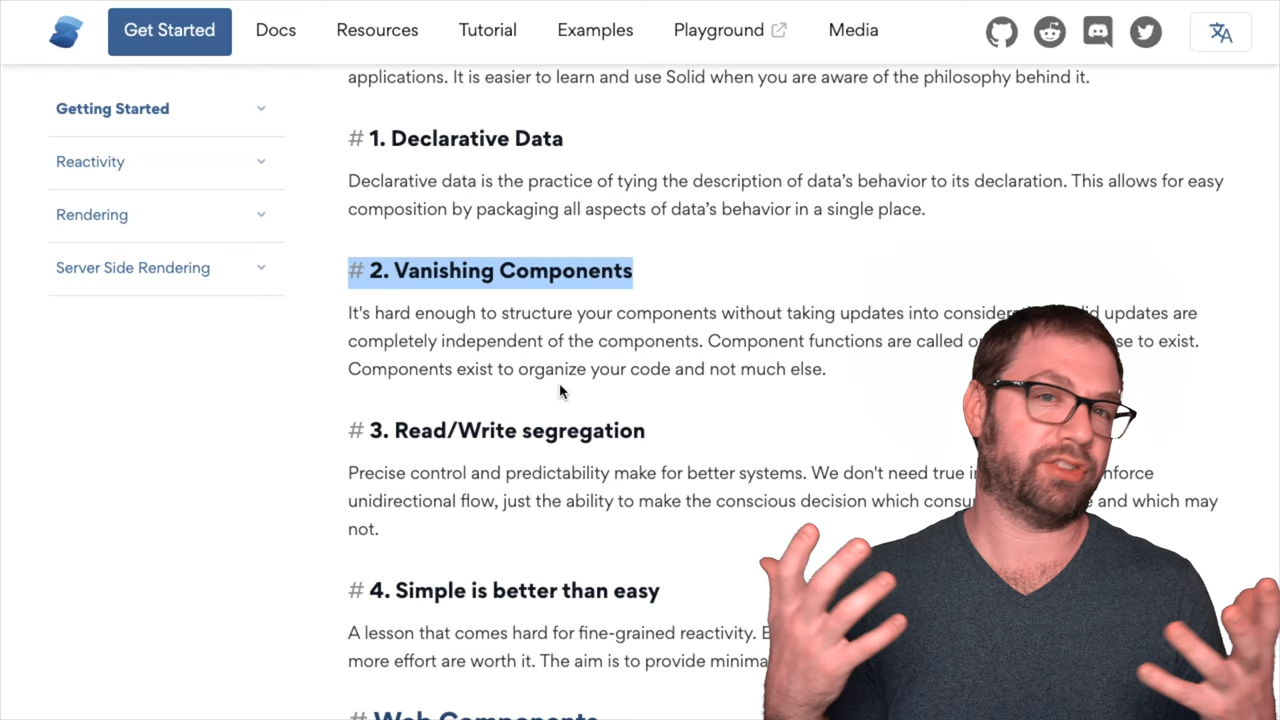 Get Started Docs Resources Tutorial Examples Playground Media
Getting Started
Reactivity
Rendering
Server Side Rendering
applications. It is easier to learn and use Solid when you are aware of the philosophy behind it.
# 1. Declarative Data
Declarative data is the practice of tying the description of data’s behavior to its declaration. This allows for easy
composition by packaging all aspects of data’s behavior in a single place.
# 2. Vanishing Components
It's hard enough to structure your components without taking updates into updates are
completely independent of the components. Component functions are called to exist.
Components exist to organize your code and not much else.
# 3. Read/Write segregation
Precise control and predictability make for better systems. We don't need true
unidirectional flow, just the ability to make the conscious decision which and which may
not.
# 4. Simple is better than easy
A lesson that comes hard for fine-grained reactivity.
more effort are worth it. The aim is to provide
# Web Components